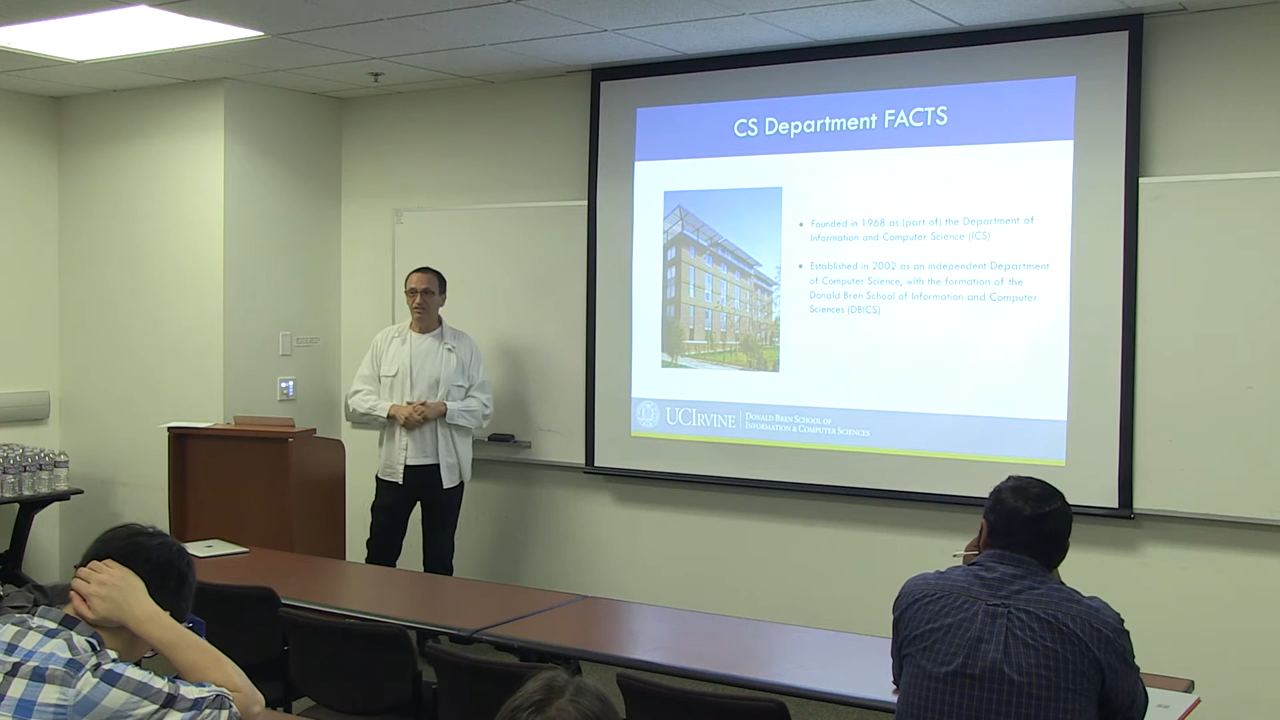 CS Department FACTS
• Founded in 1968 as (part of) the Department of
Information and Computer Science (ICS)
• Established in 2002 as an independent Department
of Computer Science, with the formation of the
Donald Bren School of Information and Computer
Sciences (DBICS)
UCIRVINE
DONALD BREN SCHOOL OF
INFORMATION & COMPUTER SCIENCES